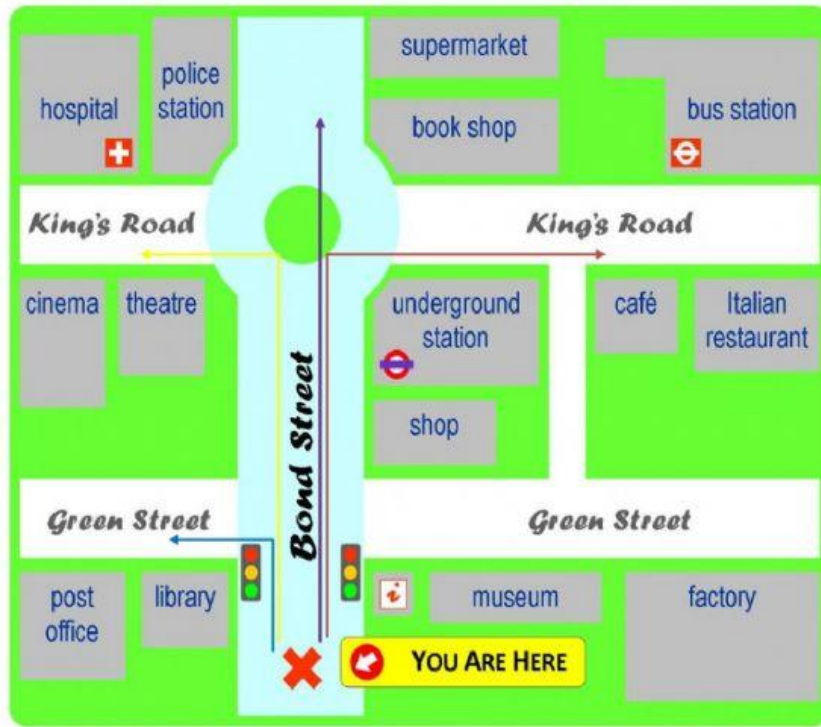 supermarket
police
station
hospital
book shop
bus station
King's Road
King's Road
cinema
theatre
underground
station
café
Italian
restaurant
Bond Street
shop
Green Street
Green Street
post
office
library
i
museum
factory
YOU ARE HERE